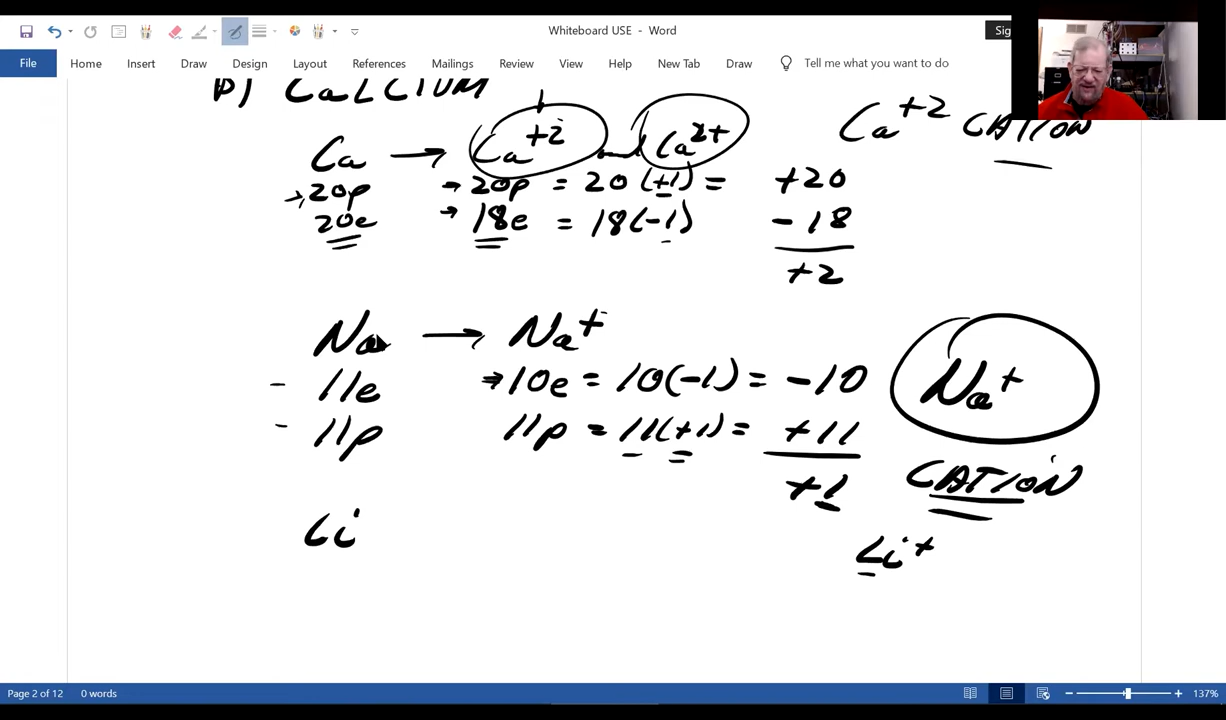 Whiteboard USE - Word
Sig
File Home Insert Draw Design Layout References Mailings Review View Help New Tab Draw Tell me what you want to do
B) CALCIUM
Ca → Ca+2 Ca2+ Ca+2 CATION
→ 20p → 20p = 20 (+1) = +20
20e → 18e = 18(-1) - 18
+2
Na → Na+
- 11e → 10e = 10(-1) = -10 Na+
- 11p 11p = 11(+1) = +11
+1 CATION
Li Li+
Page 2 of 12 0 words 137%